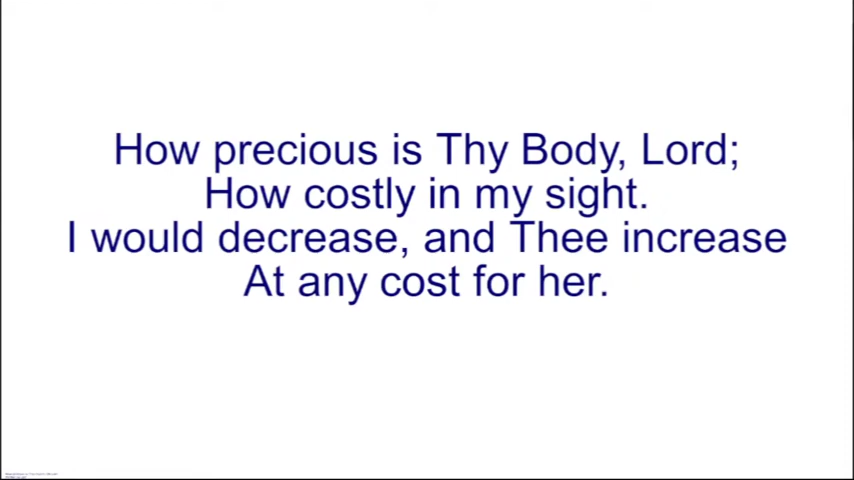 How precious is Thy Body, Lord;
How costly in my sight.
I would decrease, and Thee increase
At any cost for her.